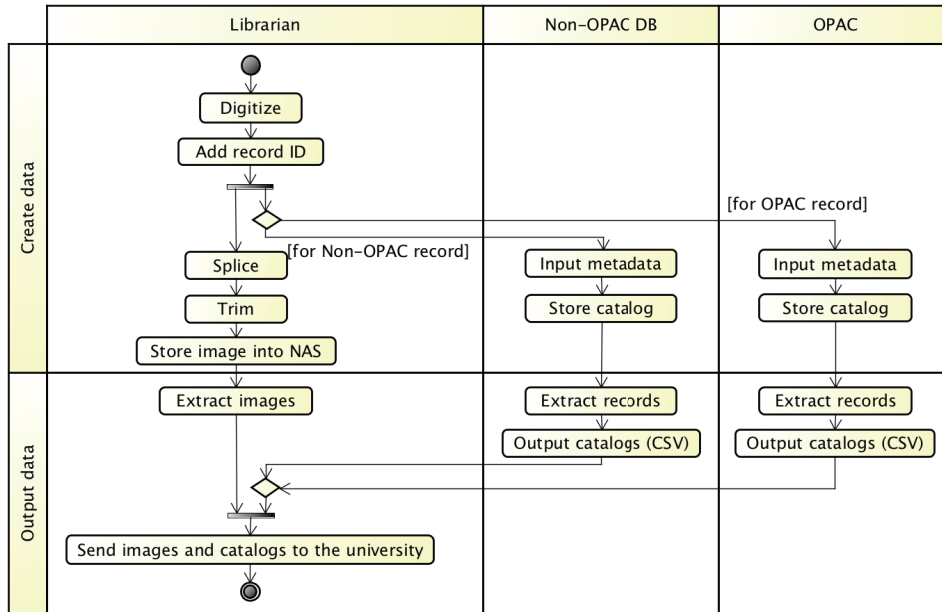 Librarian
Non-OPAC DB
OPAC
Create data
Digitize
Add record ID
[for OPAC record]
[for Non-OPAC record]
Splice
Input metadata
Input metadata
Trim
Store catalog
Store catalog
Store image into NAS
Output data
Extract images
Extract records
Extract records
Output catalogs (CSV)
Output catalogs (CSV)
Send images and catalogs to the university